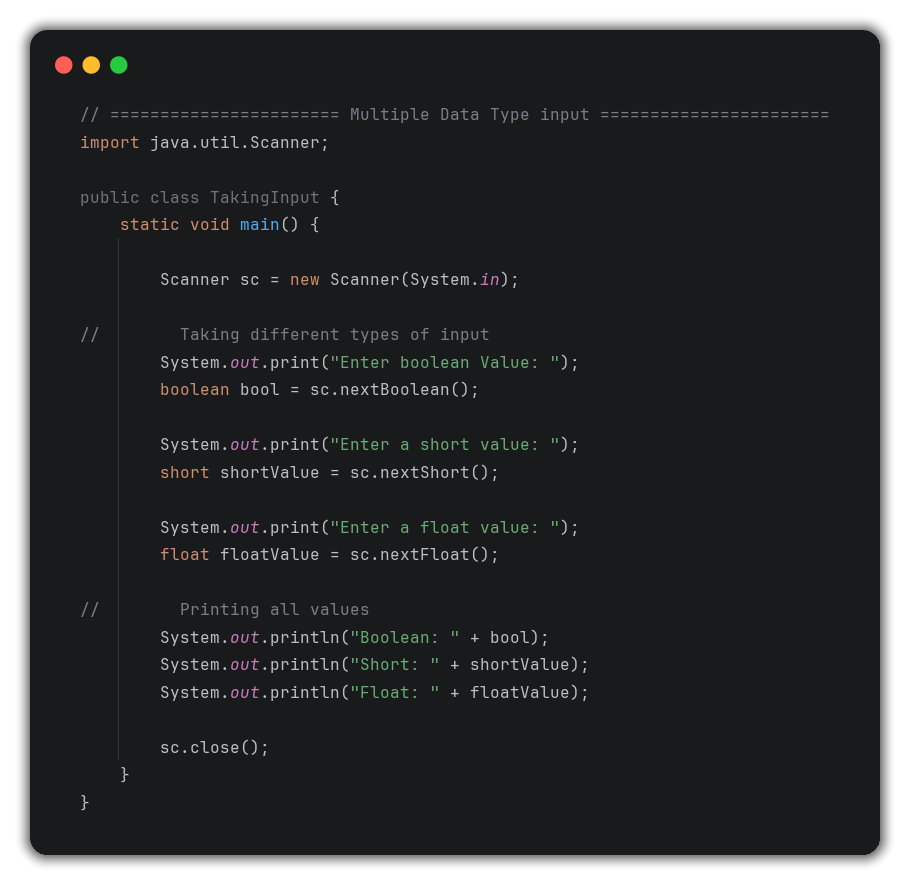 // ======================= Multiple Data Type input =======================
import java.util.Scanner;
public class TakingInput {
    static void main() {
        Scanner sc = new Scanner(System.in);
//        Taking different types of input
        System.out.print("Enter boolean Value: ");
        boolean bool = sc.nextBoolean();
        System.out.print("Enter a short value: ");
        short shortValue = sc.nextShort();
        System.out.print("Enter a float value: ");
        float floatValue = sc.nextFloat();
//        Printing all values
        System.out.println("Boolean: " + bool);
        System.out.println("Short: " + shortValue);
        System.out.println("Float: " + floatValue);
        sc.close();
    }
}